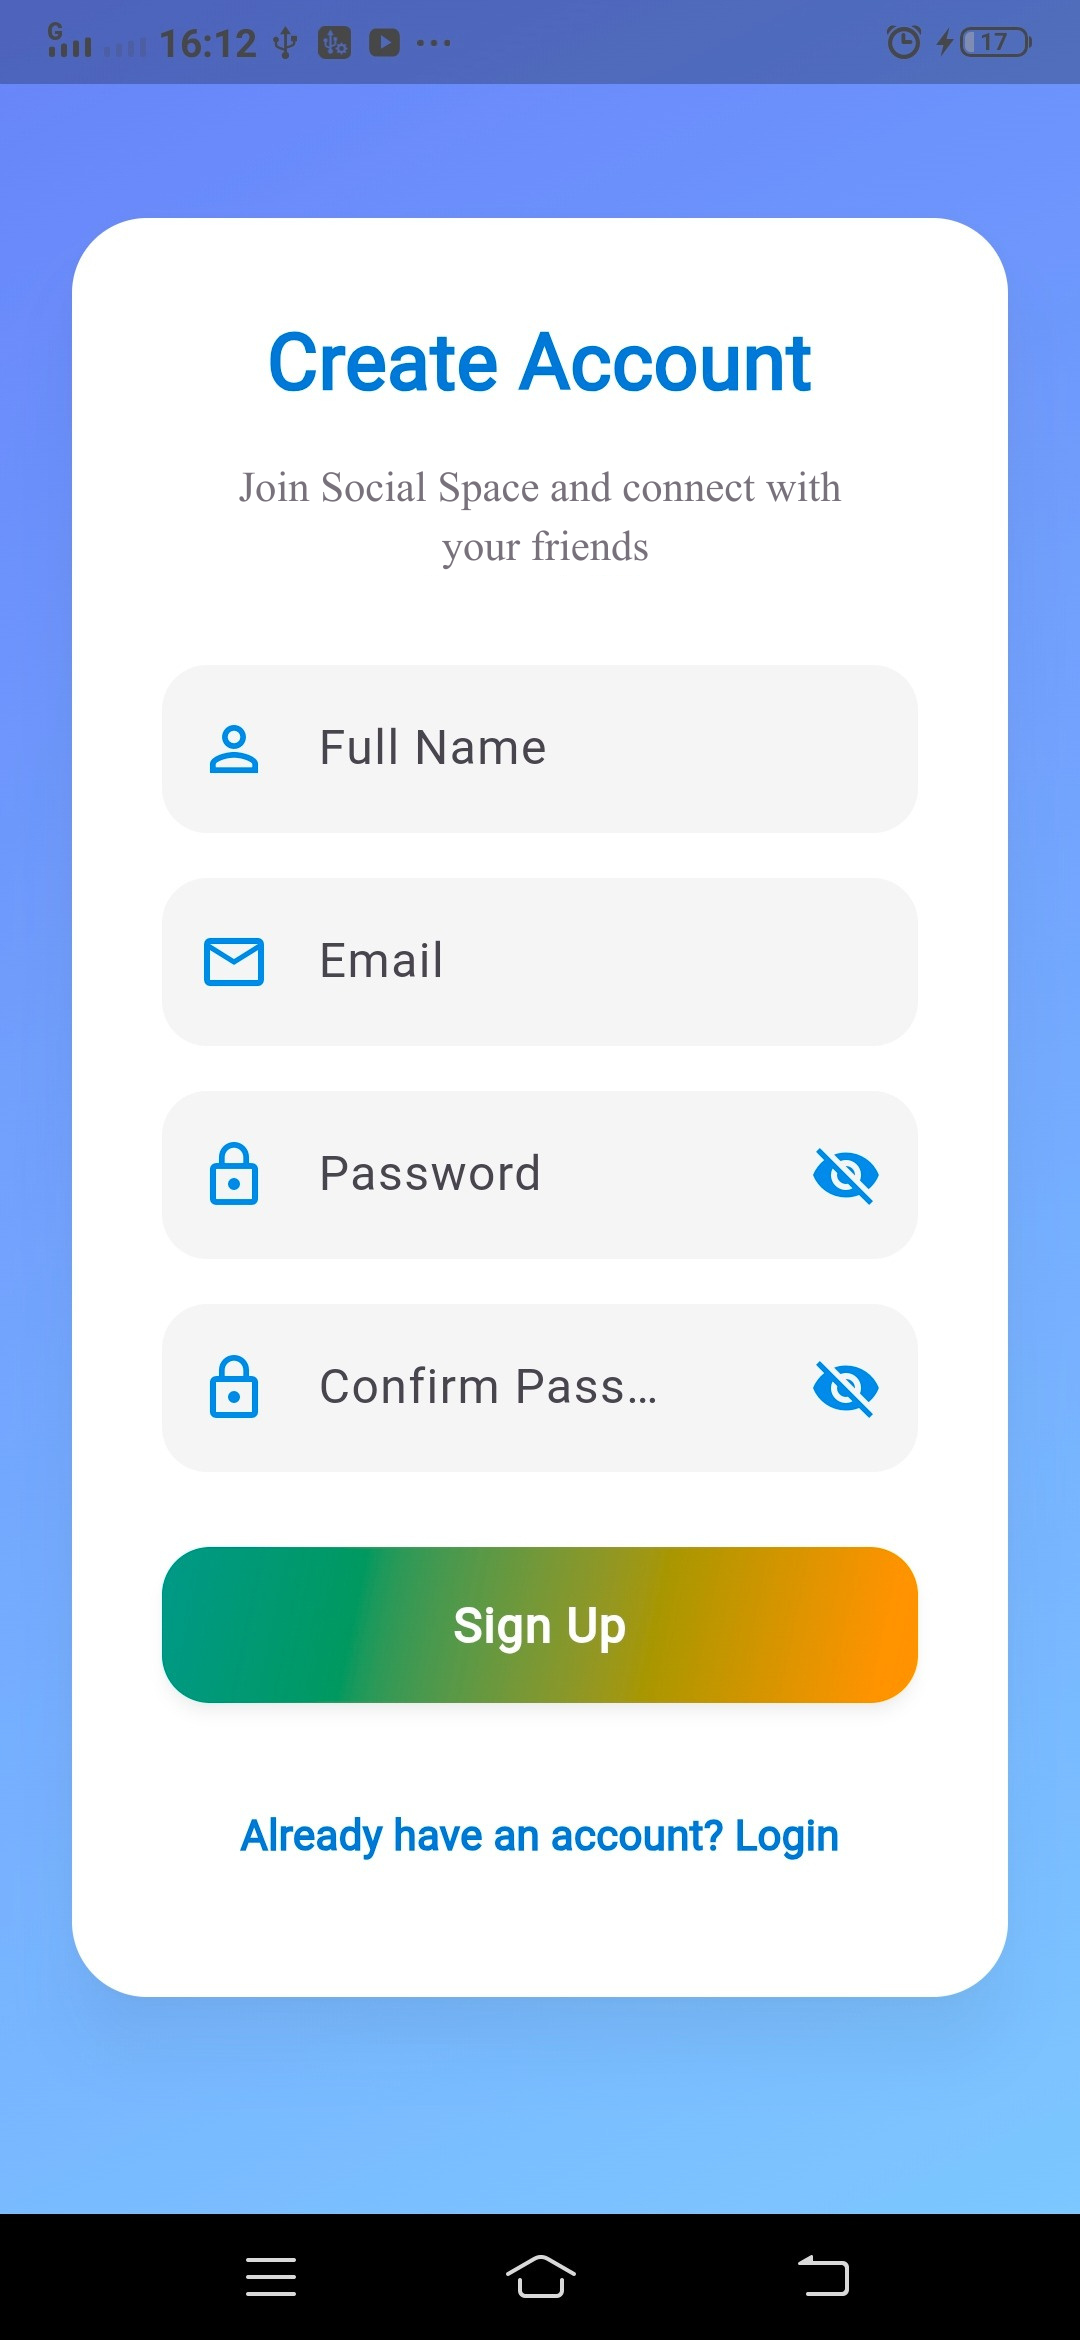 G 16:12 17
Create Account
Join Social Space and connect with
your friends
Full Name
Email
Password
Confirm Pass...
Sign Up
Already have an account? Login